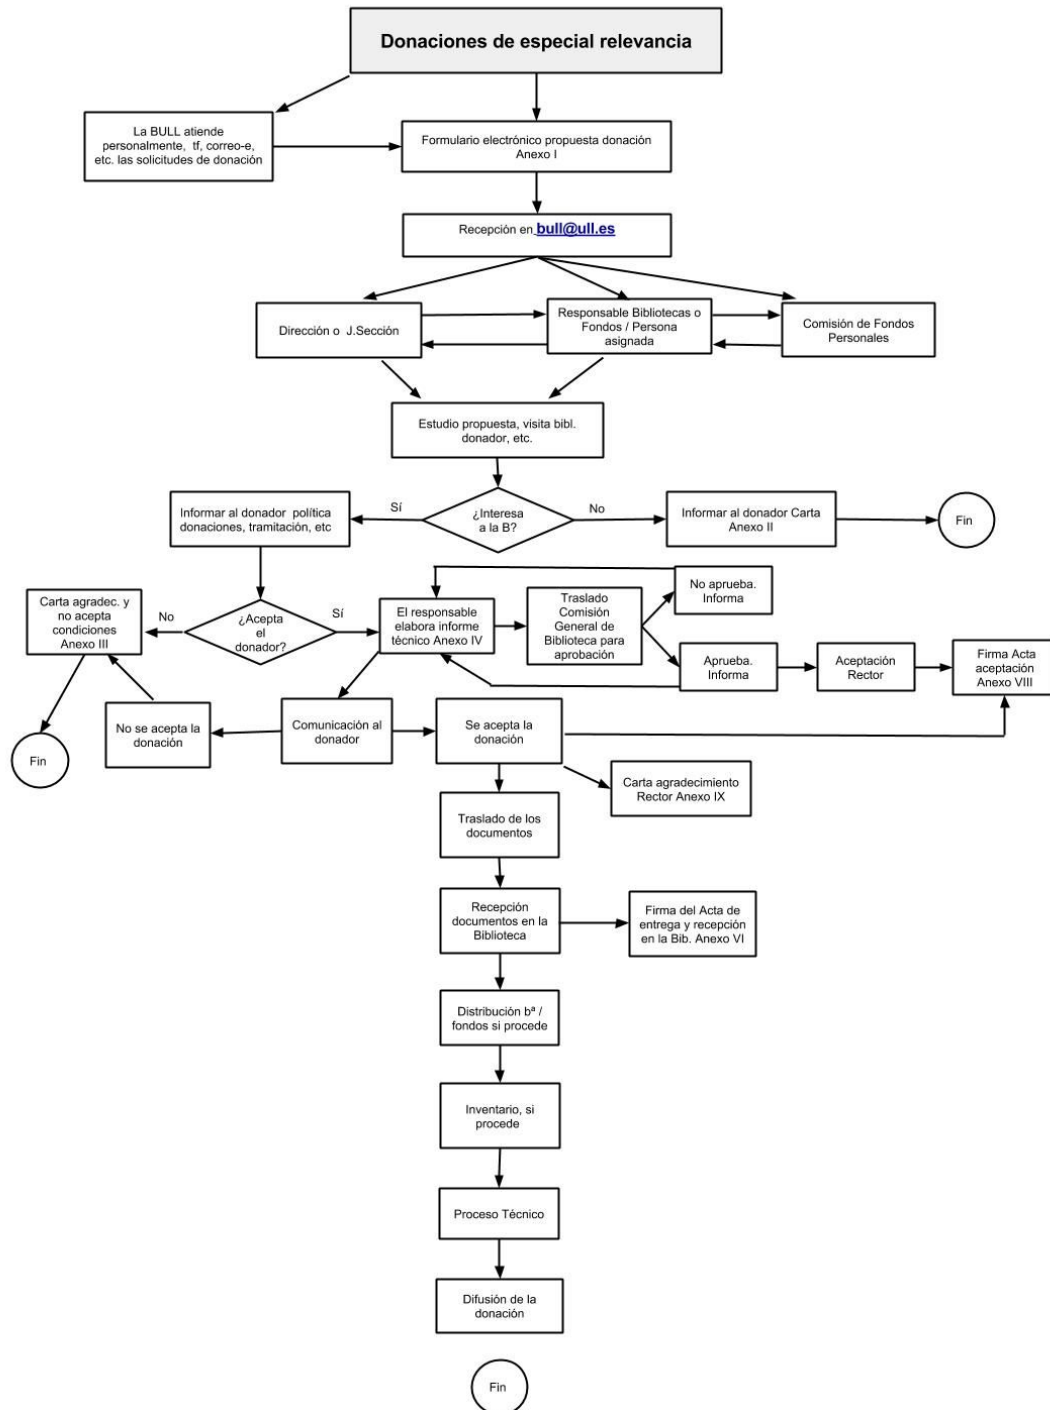 Donaciones de especial relevancia
La BULL atiende
personalmente, tf, correo-e,
etc. las solicitudes de donación
Formulario electrónico propuesta donación
Anexo I
Recepción en bull@ull.es
Dirección o J.Sección
Responsable Bibliotecas o
Fondos / Persona
asignada
Comisión de Fondos
Personales
Estudio propuesta, visita bibl.
donador, etc.
Informar al donador política
donaciones, tramitación, etc
Sí
¿Interesa
a la B?
No
Informar al donador Carta
Anexo II
Fin
Carta agradec. y
no acepta
condiciones
Anexo III
No
¿Acepta
el
donador?
Sí
El responsable
elabora informe
técnico Anexo IV
Traslado
Comisión
General de
Biblioteca para
aprobación
No aprueba.
Informa
Aprueba.
Informa
Aceptación
Rector
Firma Acta
aceptación
Anexo VIII
Fin
No se acepta la
donación
Comunicación al
donador
Se acepta la
donación
Carta agradecimiento
Rector Anexo IX
Traslado de los
documentos
Recepción
documentos en la
Biblioteca
Firma del Acta de
entrega y recepción
en la Bib. Anexo VI
Distribución bª /
fondos si procede
Inventario, si
procede
Proceso Técnico
Difusión de la
donación
Fin